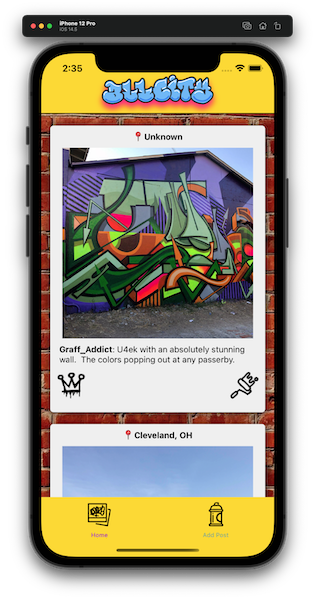 iPhone 12 Pro
iOS 14.5
2:35
ALLCITY
Unknown
Graff_Addict: U4ek with an absolutely stunning
wall.  The colors popping out at any passerby.
Cleveland, OH
Home
Add Post